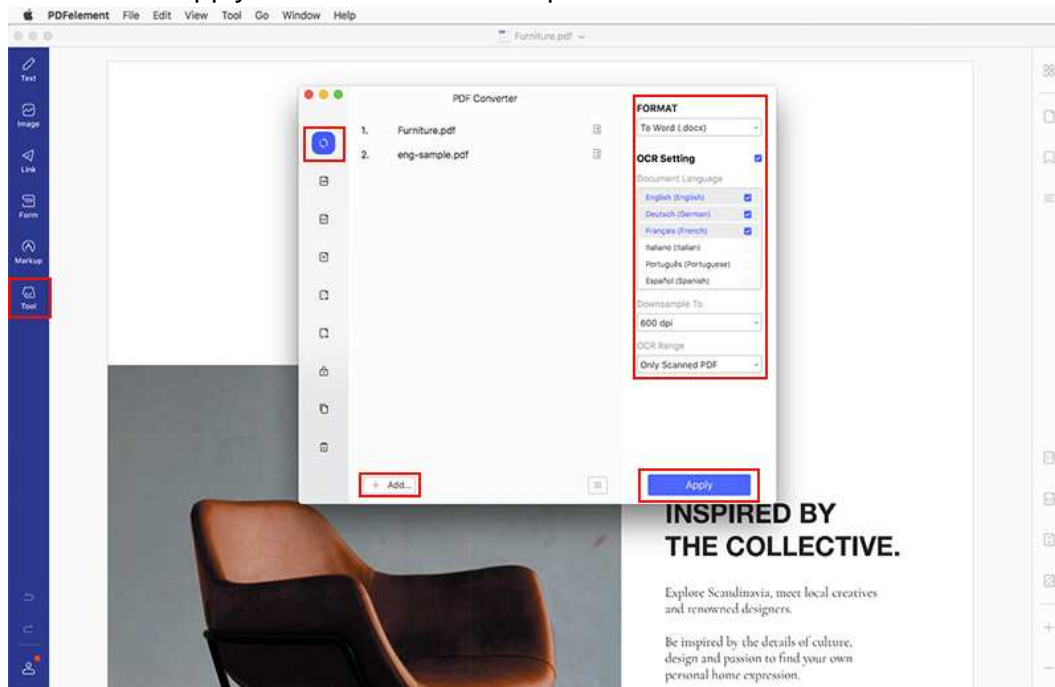 PDFelement File Edit View Tool Go Window Help
Furniture.pdf
Text
Image
Link
Form
Markup
Tool
PDF Converter
1. Furniture.pdf
2. eng-sample.pdf
+ Add...
FORMAT
To Word (.docx)
OCR Setting
Document Language
English (English)
Deutsch (German)
Français (French)
Italiano (Italian)
Português (Portuguese)
Español (Spanish)
Downsample To
600 dpi
OCR Range
Only Scanned PDF
Apply
INSPIRED BY
THE COLLECTIVE.
Explore Scandinavia, meet local creatives
and renowned designers.
Be inspired by the details of culture,
design and passion to find your own
personal home expression.